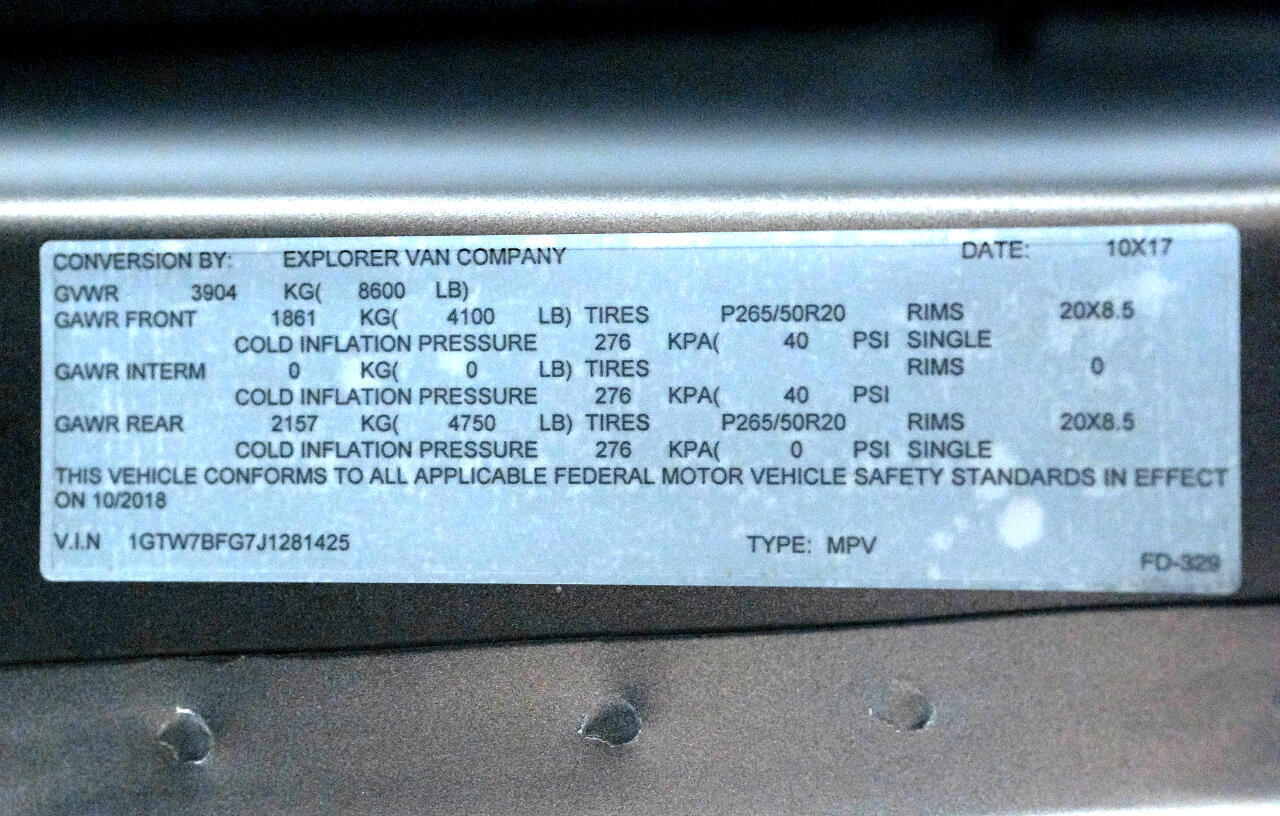 CONVERSION BY: EXPLORER VAN COMPANY DATE: 10X17
GVWR 3904 KG( 8600 LB)
GAWR FRONT 1861 KG( 4100 LB) TIRES P265/50R20 RIMS 20X8.5
COLD INFLATION PRESSURE 276 KPA( 40 PSI SINGLE
GAWR INTERM 0 KG( 0 LB) TIRES RIMS 0
COLD INFLATION PRESSURE 276 KPA( 40 PSI
GAWR REAR 2157 KG( 4750 LB) TIRES P265/50R20 RIMS 20X8.5
COLD INFLATION PRESSURE 276 KPA( 0 PSI SINGLE
THIS VEHICLE CONFORMS TO ALL APPLICABLE FEDERAL MOTOR VEHICLE SAFETY STANDARDS IN EFFECT
ON 10/2018
V.I.N 1GTW7BFG7J1281425 TYPE: MPV
FD-329